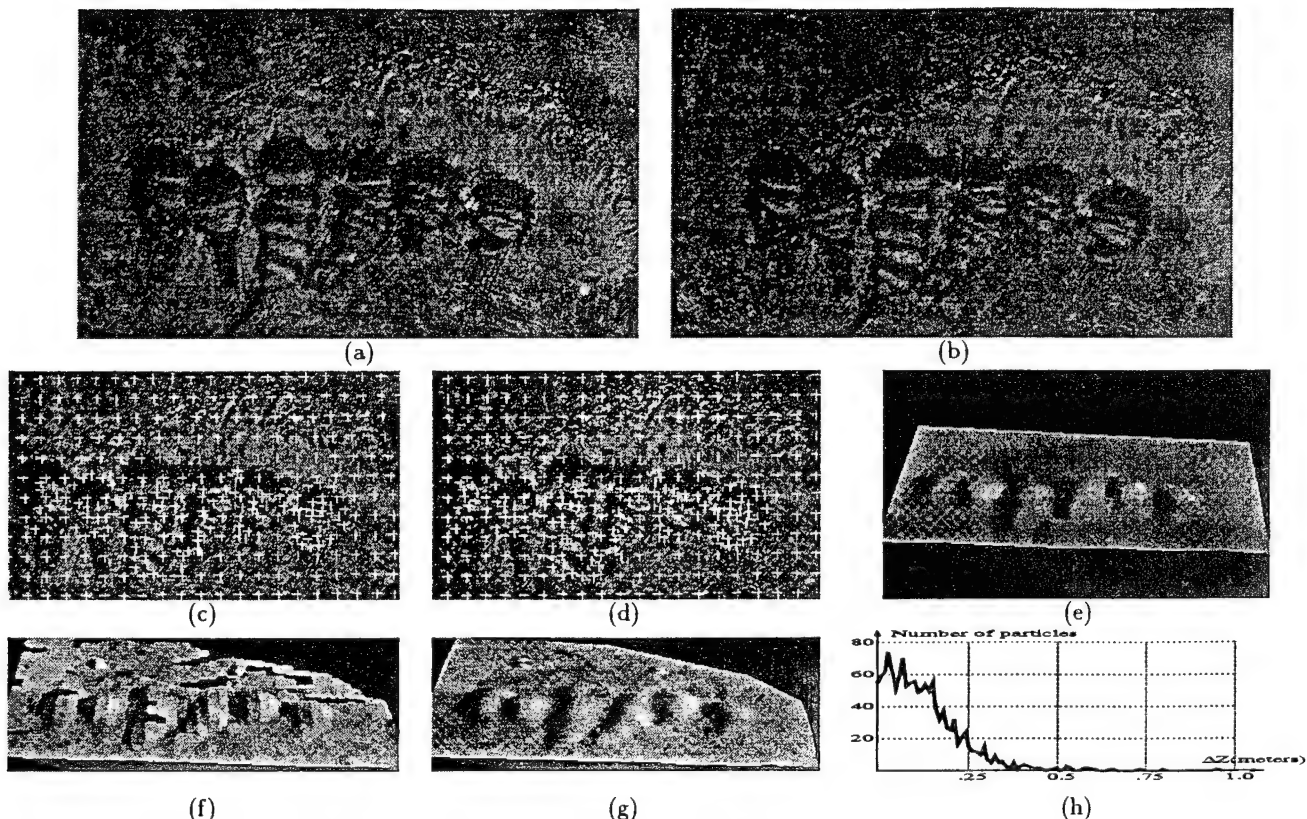 (a)
(b)
(c)
(d)
(e)
Number of particles
80
60
40
20
.25
0.5
.75
1.0
ΔZ(meters)
(f)
(g)
(h)